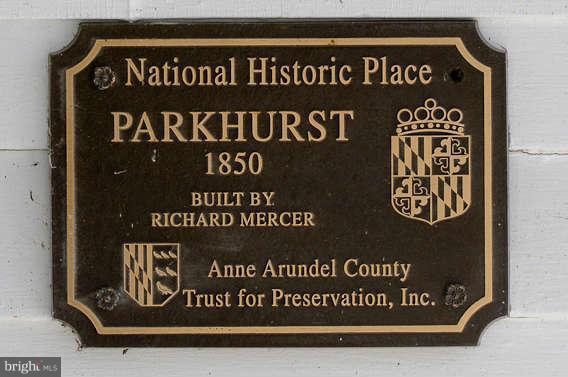 National Historic Place
PARKHURST
1850
BUILT BY
RICHARD MERCER
Anne Arundel County
Trust for Preservation, Inc.
bright MLS